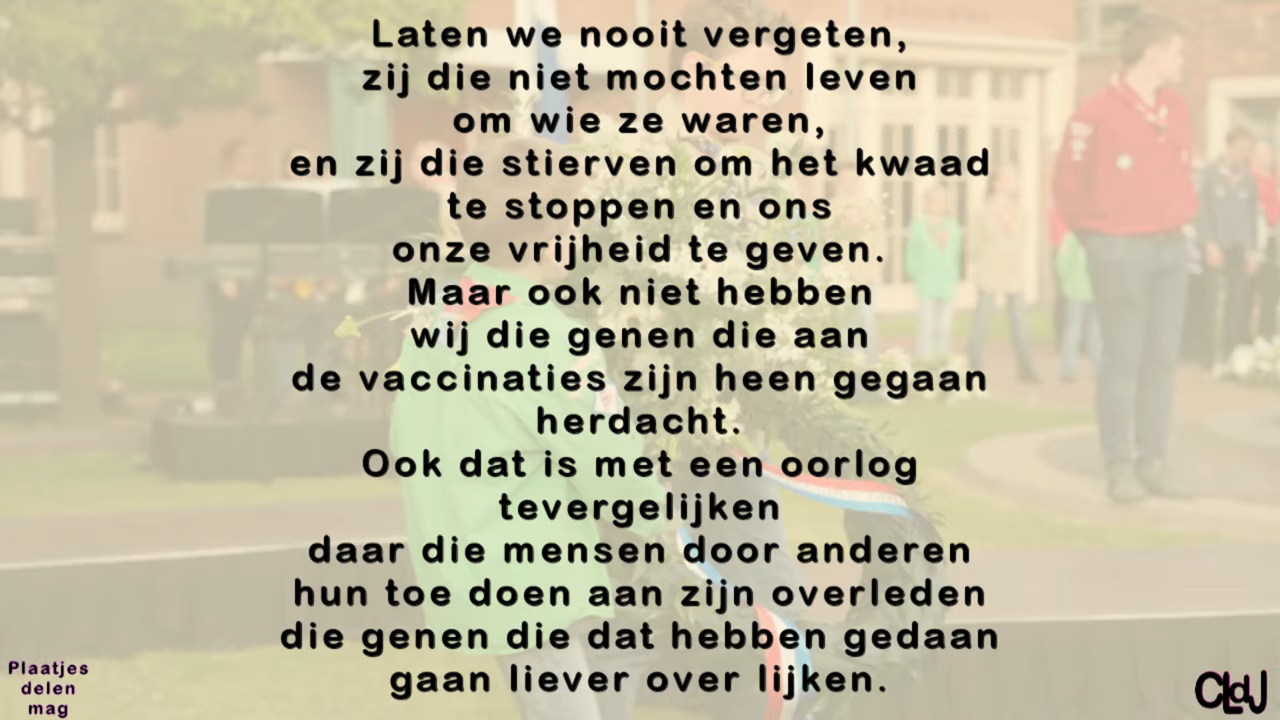 Laten we nooit vergeten,
zij die niet mochten leven
om wie ze waren,
en zij die stierven om het kwaad
te stoppen en ons
onze vrijheid te geven.
Maar ook niet hebben
wij die genen die aan
de vaccinaties zijn heen gegaan
herdacht.
Ook dat is met een oorlog
tevergelijken
daar die mensen door anderen
hun toe doen aan zijn overleden
die genen die dat hebben gedaan
gaan liever over lijken.
Plaatjes
delen
mag
CLdJ